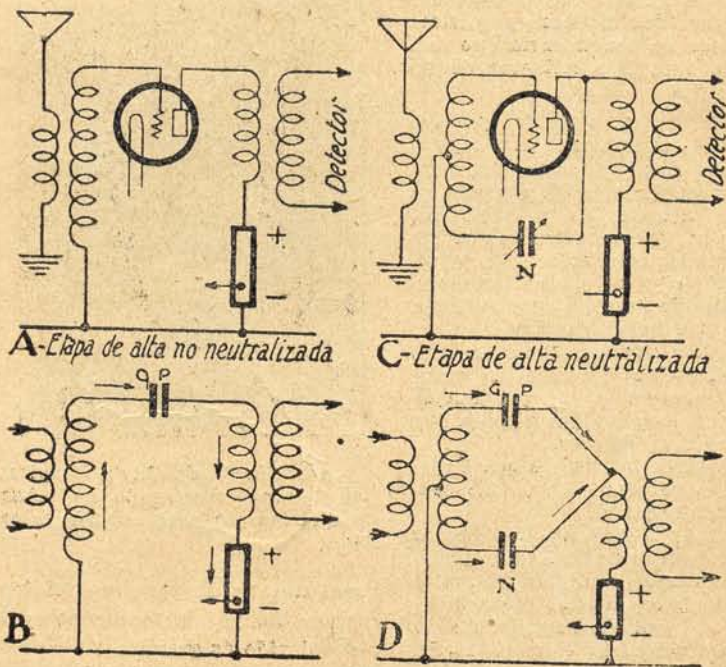 Detector
+
-
N
A-Etapa de alta no neutralizada
Detector
+
-
C-Etapa de alta neutralizada
G P
+
-
B
G P
N
+
-
D